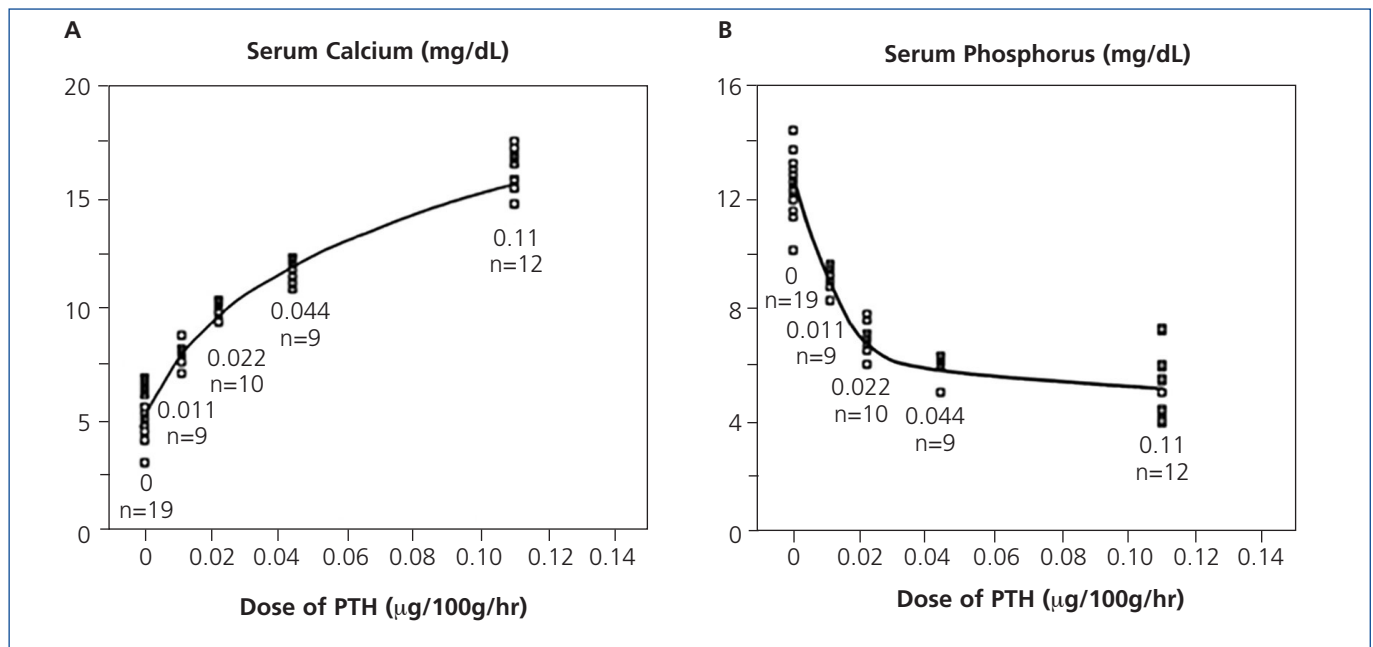 A
Serum Calcium (mg/dL)
20
15
10
5
0
0
n=19
0.011
n=9
0.022
n=10
0.044
n=9
0.11
n=12
0 0.02 0.04 0.06 0.08 0.10 0.12 0.14
Dose of PTH (μg/100g/hr)
B
Serum Phosphorus (mg/dL)
16
12
8
4
0
0
n=19
0.011
n=9
0.022
n=10
0.044
n=9
0.11
n=12
0 0.02 0.04 0.06 0.08 0.10 0.12 0.14
Dose of PTH (μg/100g/hr)